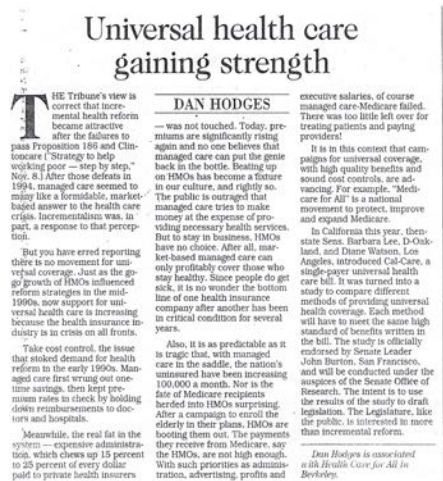 Universal health care
gaining strength
THE Tribune's view is
correct that incre-
mental health reform
became attractive
after the failures to
pass Proposition 186 and Clin-
toncare ("Strategy to help
working poor — step by step,"
Nov. 8.) After those defeats in
1994, managed care seemed to
many like a formidable, market-
based answer to the health care
crisis. Incrementalism was, in
part, a response to that percep-
tion.
But you have erred reporting
there is no movement for uni-
versal coverage. Just as the go-
go growth of HMOs influenced
reform strategies in the mid-
1990s, now support for uni-
versal health care is increasing
because the health insurance in-
dustry is in crisis on all fronts.
Take cost control, the issue
that stoked demand for health
reform in the early 1990s. Man-
aged care first wrung out one-
time savings, then kept pre-
mium rates in check by holding
down reimbursements to doc-
tors and hospitals.
Meanwhile, the real fat in the
system — expensive administra-
tion, which chews up 15 percent
to 25 percent of every dollar
paid to private health insurers
DAN HODGES
— was not touched. Today, pre-
miums are significantly rising
again and no one believes that
managed care can put the genie
back in the bottle. Beating up
on HMOs has become a fixture
in our culture, and rightly so.
The public is outraged that
managed care tries to make
money at the expense of pro-
viding necessary health services.
But to stay in business, HMOs
have no choice. After all, mar-
ket-based managed care can
only profitably cover those who
stay healthy. Since people do get
sick, it is no wonder the bottom
line of one health insurance
company after another has been
in critical condition for several
years.
Also, it is as predictable as it
is tragic that, with managed
care in the saddle, the nation's
uninsured have been increasing
100,000 a month. Nor is the
fate of Medicare recipients
herded into HMOs surprising.
After a campaign to enroll the
elderly in their plans, HMOs are
booting them out. The payments
they receive from Medicare, say
the HMOs, are not high enough.
With such priorities as adminis-
tration, advertising, profits and
executive salaries, of course
managed care-Medicare failed.
There was too little left over for
treating patients and paying
providers!
It is in this context that cam-
paigns for universal coverage,
with high quality benefits and
sound cost controls, are ad-
vancing. For example, "Medi-
care for All" is a national
movement to protect, improve
and expand Medicare.
In California this year, then-
state Sens. Barbara Lee, D-Oak-
land, and Diane Watson, Los
Angeles, introduced Cal-Care, a
single-payer universal health
care bill. It was turned into a
study to compare different
methods of providing universal
health coverage. Each method
will have to meet the same high
standard of benefits written in
the bill. The study is officially
endorsed by Senate Leader
John Burton, San Francisco,
and will be conducted under the
auspices of the Senate Office of
Research. The intent is to use
the results of the study to draft
legislation. The Legislature, like
the public, is interested in more
than incremental reform.
Dan Hodges is associated
with Health Care for All in
Berkeley.